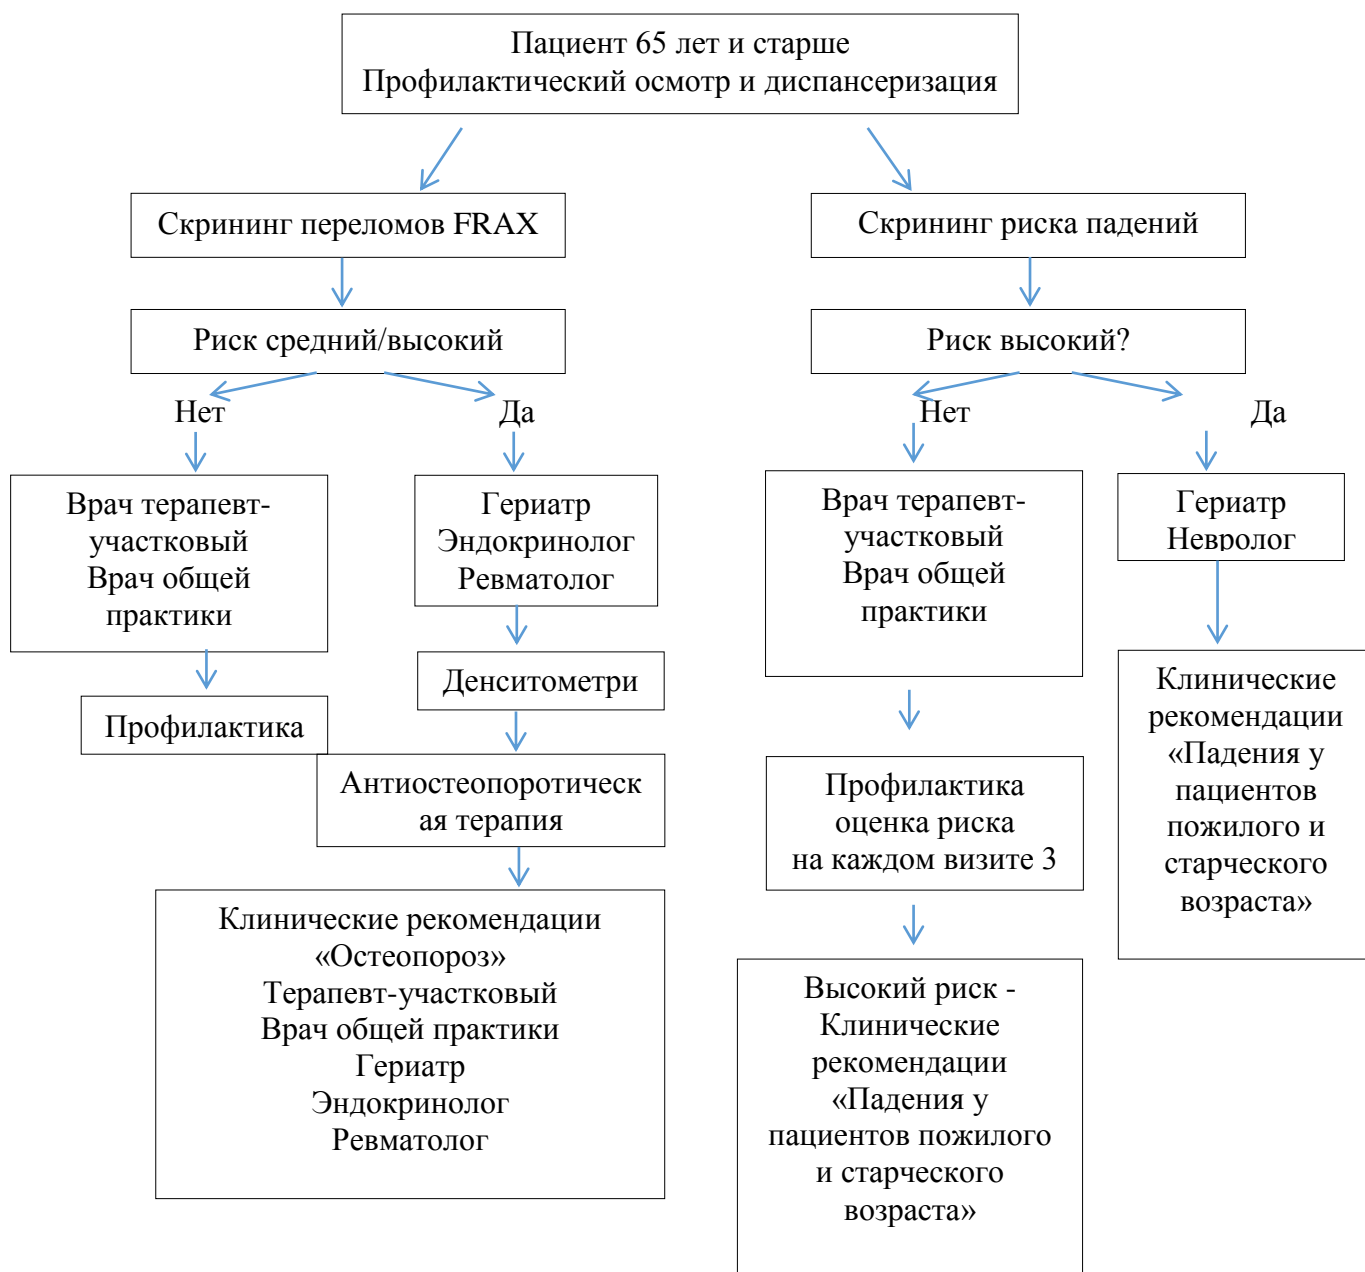 Пациент 65 лет и старше
Профилактический осмотр и диспансеризация
Скрининг переломов FRAX
Скрининг риска падений
Риск средний/высокий
Риск высокий?
Нет
Да
Нет
Да
Врач терапевт-
участковый
Врач общей
практики
Гериатр
Эндокринолог
Ревматолог
Врач терапевт-
участковый
Врач общей
практики
Гериатр
Невролог
Профилактика
Денситометри
Антиостеопоротическ
ая терапия
Клинические рекомендации
«Остеопороз»
Терапевт-участковый
Врач общей практики
Гериатр
Эндокринолог
Ревматолог
Профилактика
оценка риска
на каждом визите 3
Высокий риск -
Клинические
рекомендации
«Падения у
пациентов пожилого
и старческого
возраста»
Клинические
рекомендации
«Падения у
пациентов
пожилого и
старческого
возраста»